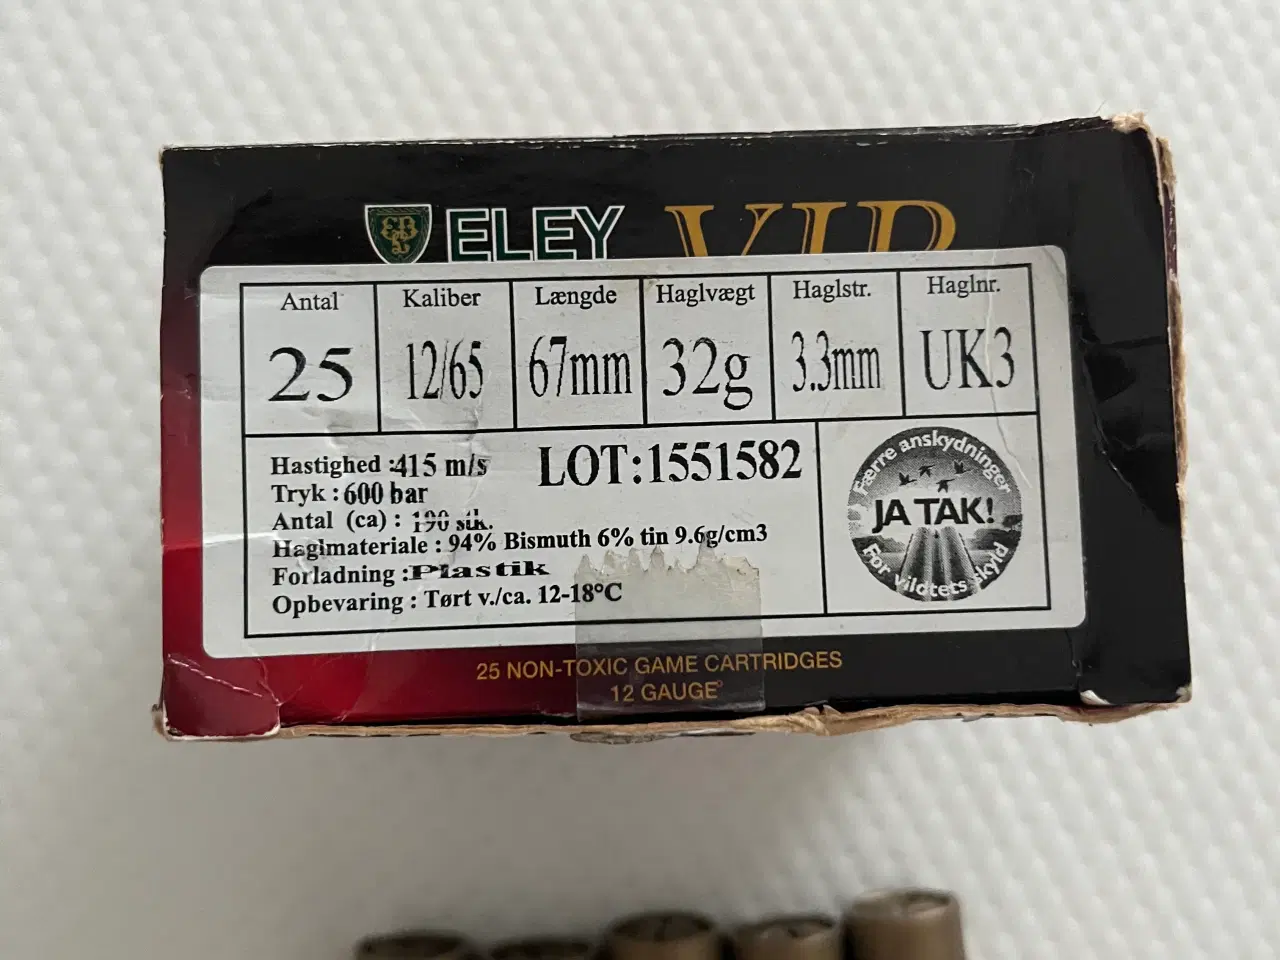 ELEY VIP
Antal Kaliber Længde Haglvægt Haglstr. Haglnr.
25 12/65 67mm 32g 3.3mm UK3
Hastighed :415 m/s
LOT:1551582
Tryk : 600 bar
Antal (ca) : 190 stk.
Haglmateriale : 94% Bismuth 6% tin 9.6g/cm3
Forladning :Plastik
Opbevaring : Tørt v./ca. 12-18°C
Færre anskydninger
JA TAK!
For vildtets skyld
25 NON-TOXIC GAME CARTRIDGES
12 GAUGE